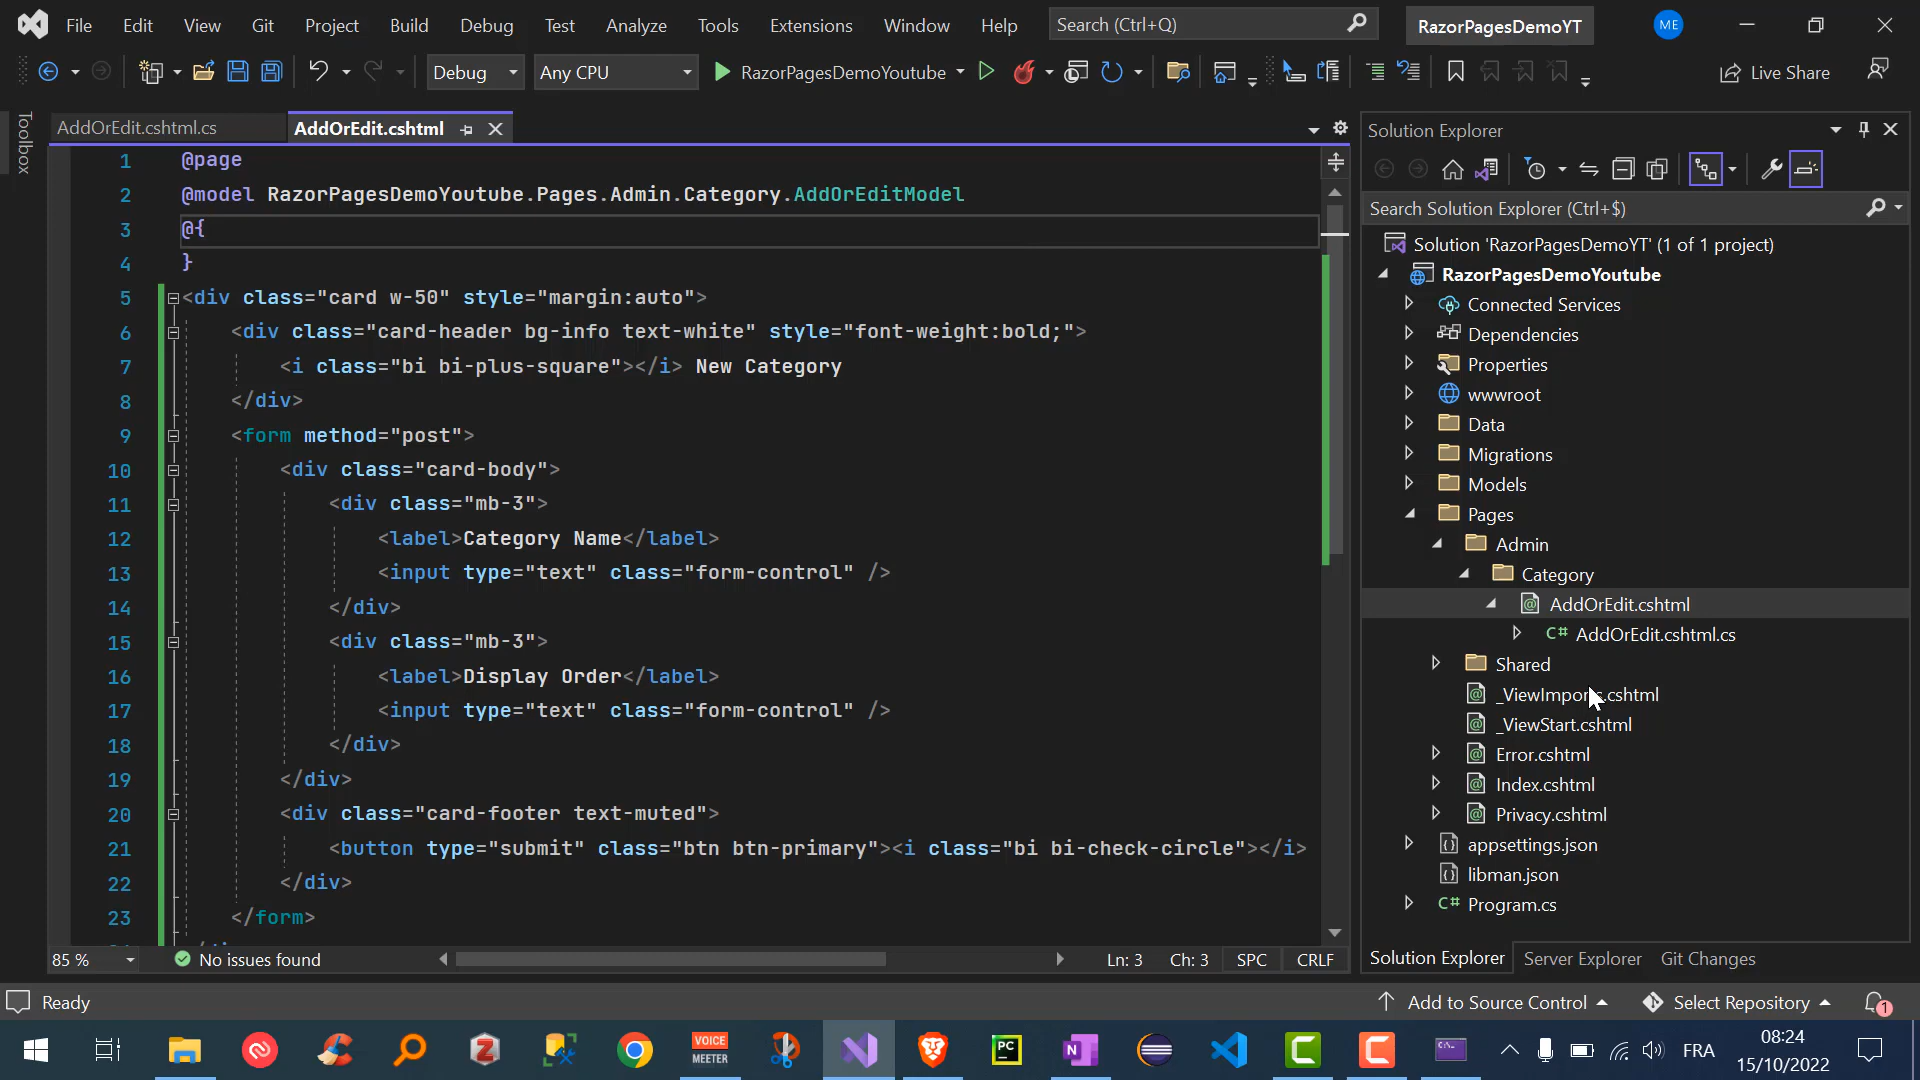 File Edit View Git Project Build Debug Test Analyze Tools Extensions Window Help Search (Ctrl+Q) RazorPagesDemoYT ME
Debug Any CPU RazorPagesDemoYoutube Live Share
Toolbox
AddOrEdit.cshtml.cs AddOrEdit.cshtml
1 @page
2 @model RazorPagesDemoYoutube.Pages.Admin.Category.AddOrEditModel
3 @{
4 }
5 <div class="card w-50" style="margin:auto">
6 <div class="card-header bg-info text-white" style="font-weight:bold;">
7 <i class="bi bi-plus-square"></i> New Category
8 </div>
9 <form method="post">
10 <div class="card-body">
11 <div class="mb-3">
12 <label>Category Name</label>
13 <input type="text" class="form-control" />
14 </div>
15 <div class="mb-3">
16 <label>Display Order</label>
17 <input type="text" class="form-control" />
18 </div>
19 </div>
20 <div class="card-footer text-muted">
21 <button type="submit" class="btn btn-primary"><i class="bi bi-check-circle"></i>
22 </div>
23 </form>
85 % No issues found Ln: 3 Ch: 3 SPC CRLF
Solution Explorer
Search Solution Explorer (Ctrl+$)
Solution 'RazorPagesDemoYT' (1 of 1 project)
RazorPagesDemoYoutube
Connected Services
Dependencies
Properties
wwwroot
Data
Migrations
Models
Pages
Admin
Category
AddOrEdit.cshtml
C# AddOrEdit.cshtml.cs
Shared
_ViewImports.cshtml
_ViewStart.cshtml
Error.cshtml
Index.cshtml
Privacy.cshtml
appsettings.json
libman.json
C# Program.cs
Solution Explorer Server Explorer Git Changes
Ready Add to Source Control Select Repository 1
VOICE
MEETER
PC
N
FRA
08:24
15/10/2022